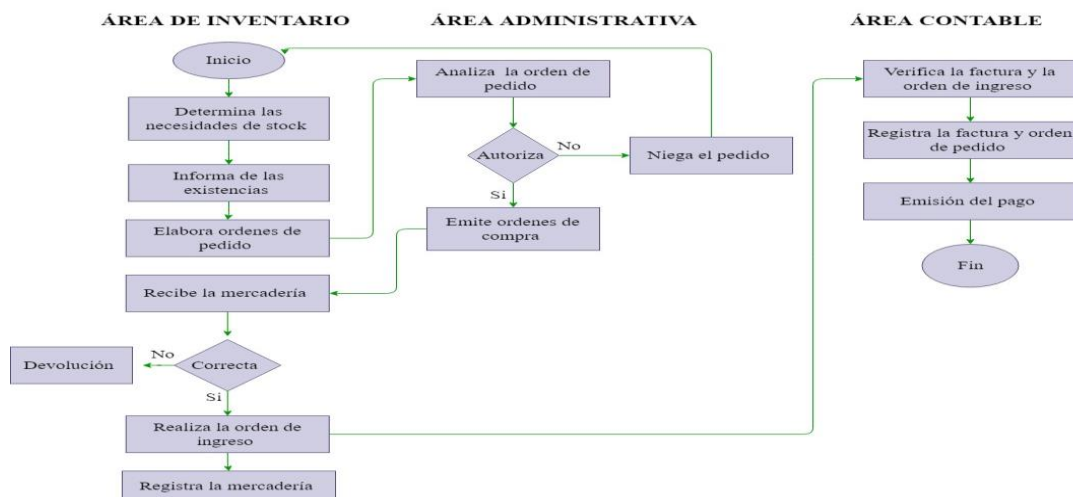 ÁREA DE INVENTARIO
ÁREA ADMINISTRATIVA
ÁREA CONTABLE
Inicio
Determina las
necesidades de stock
Informa de las
existencias
Elabora ordenes de
pedido
Analiza la orden de
pedido
Autoriza
No
Niega el pedido
Si
Emite ordenes de
compra
Recibe la mercadería
Correcta
No
Devolución
Si
Realiza la orden de
ingreso
Registra la mercadería
Verifica la factura y la
orden de ingreso
Registra la factura y orden
de pedido
Emisión del pago
Fin